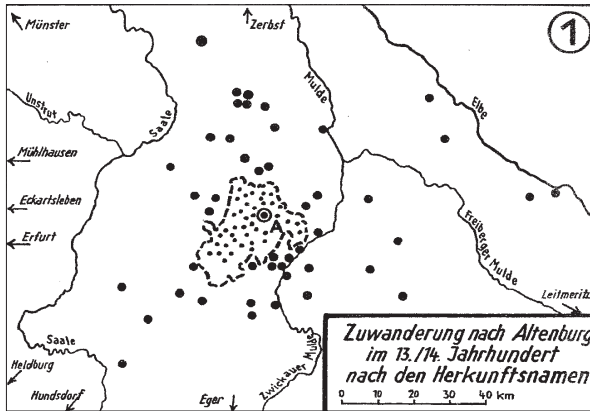 Münster
Zerbst
1
Unstrut
Saale
Mulde
Elbe
Mühlhausen
Eckartsleben
Erfurt
A
Freiberger Mulde
Leitmeritz
Saale
Heldburg
Hundsdorf
Eger
Zwickauer Mulde
Zuwanderung nach Altenburg
im 13./14. Jahrhundert
nach den Herkunftsnamen
0 10 20 30 40 km